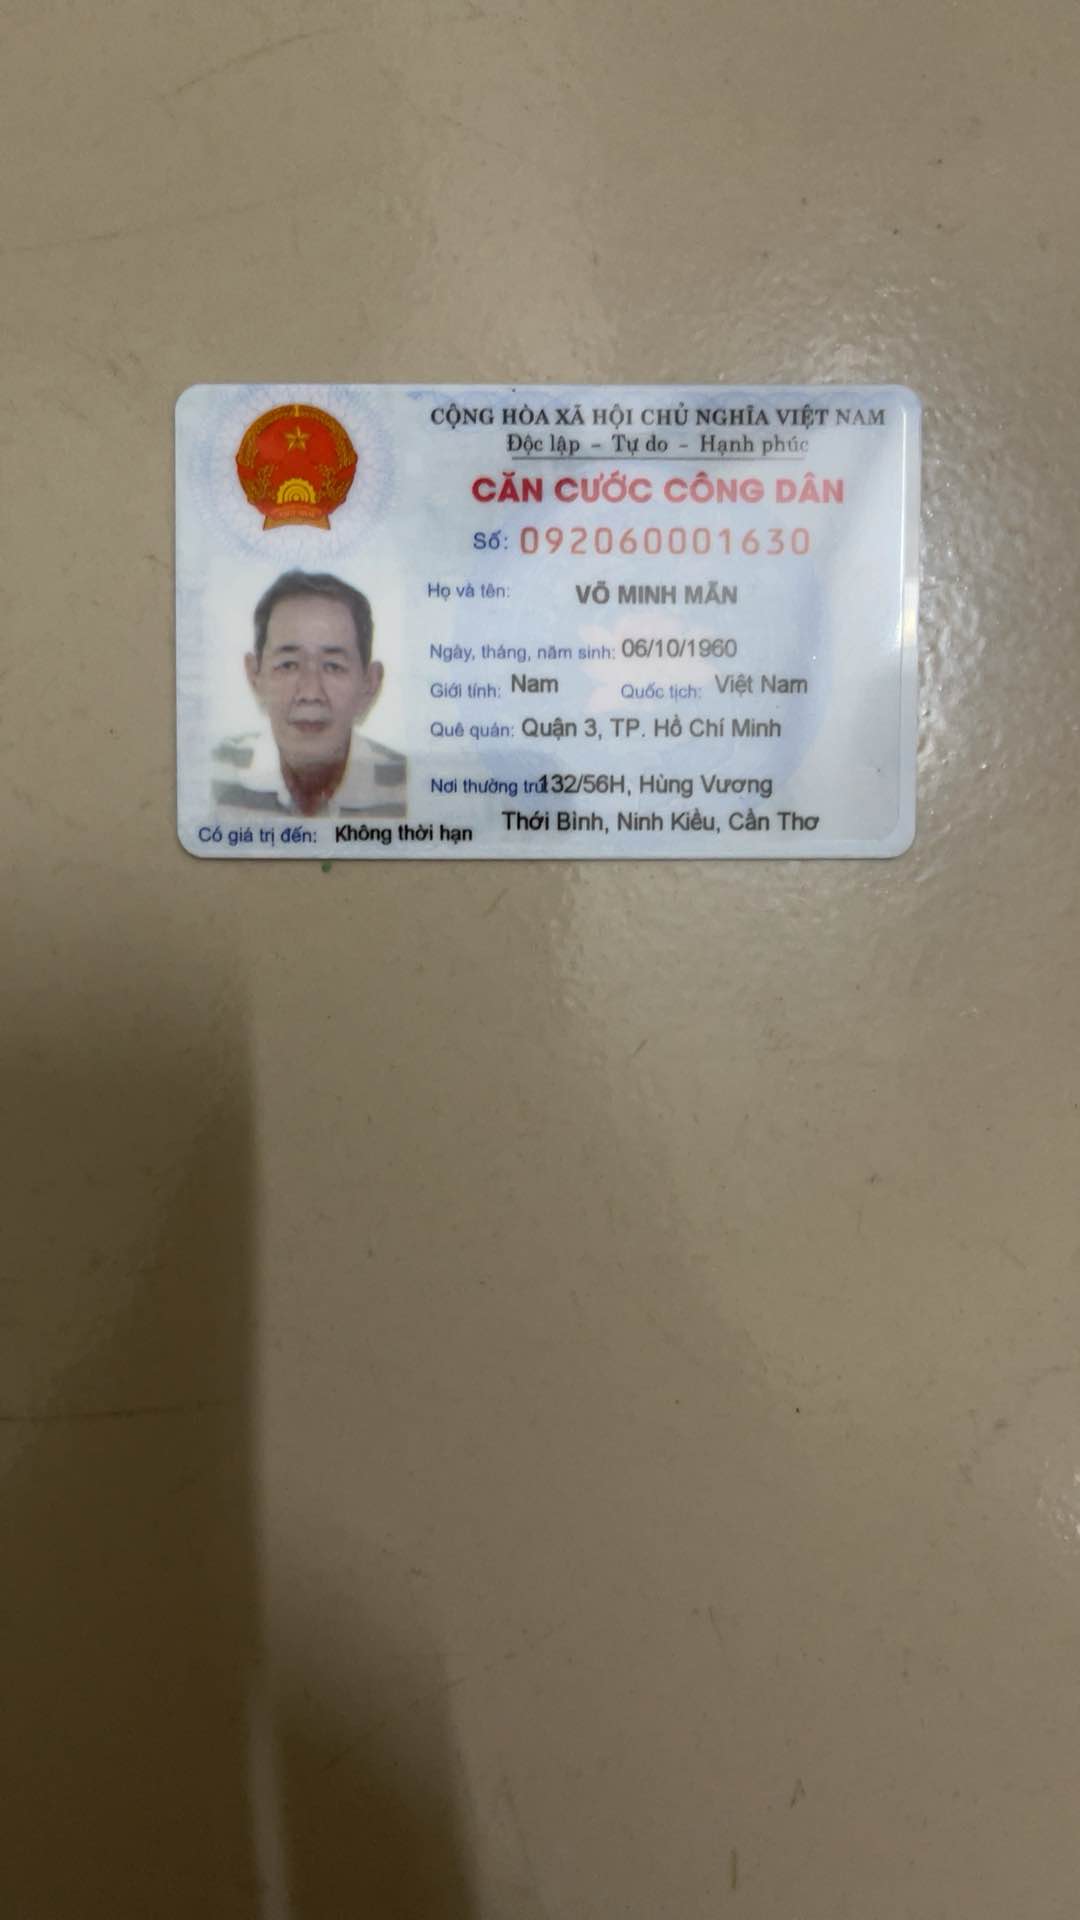 CỘNG HÒA XÃ HỘI CHỦ NGHĨA VIỆT NAM
Độc lập - Tự do - Hạnh phúc
CĂN CƯỚC CÔNG DÂN
Số: 092060001630
Họ và tên: VÕ MINH MẪN
Ngày, tháng, năm sinh: 06/10/1960
Giới tính: Nam Quốc tịch: Việt Nam
Quê quán: Quận 3, TP. Hồ Chí Minh
Nơi thường trú: 132/56H, Hùng Vương
Thới Bình, Ninh Kiều, Cần Thơ
Có giá trị đến: Không thời hạn